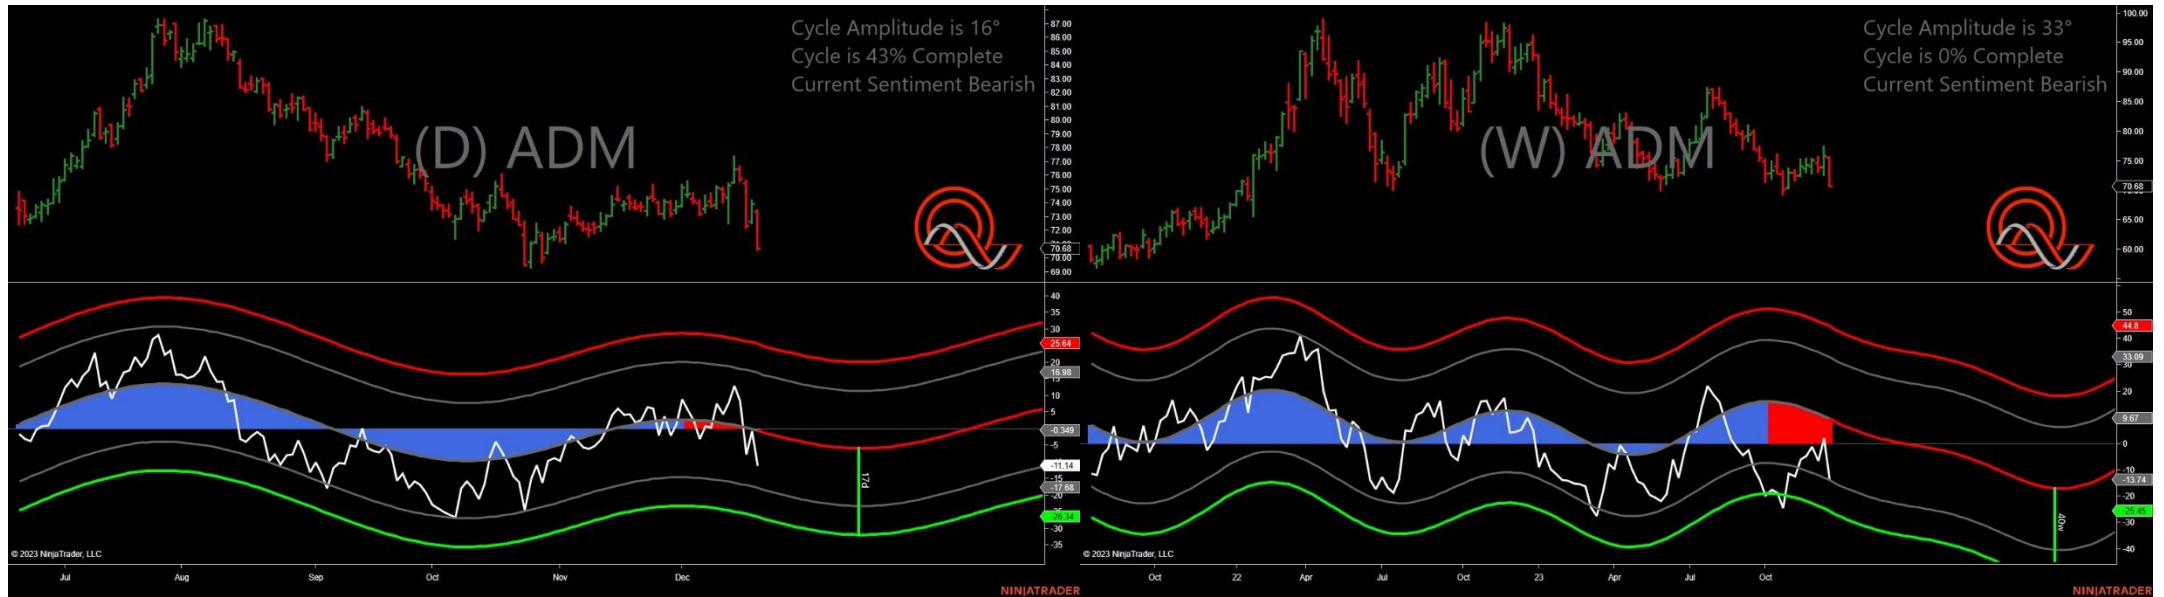 Cycle Amplitude is 16°
Cycle is 43% Complete
Current Sentiment Bearish
(D) ADM
87.00
86.00
85.00
84.00
83.00
82.00
81.00
80.00
79.00
78.00
77.00
76.00
75.00
74.00
73.00
72.00
70.68
70.00
69.00
40
35
30
25.64
20
16.98
10
5
-0.349
-5
-11.14
-17.68
-20
-26.34
-30
-35
17d
© 2023 NinjaTrader, LLC
Jul
Aug
Sep
Oct
Nov
Dec
NINJATRADER
Cycle Amplitude is 33°
Cycle is 0% Complete
Current Sentiment Bearish
(W) ADM
100.00
95.00
90.00
85.00
80.00
75.00
70.68
65.00
60.00
50
44.8
40
33.09
30
20
9.67
0
-10
-13.74
-20
-25.45
-30
-40
40w
© 2023 NinjaTrader, LLC
Oct
22
Apr
Jul
Oct
23
Apr
Jul
Oct
NINJATRADER